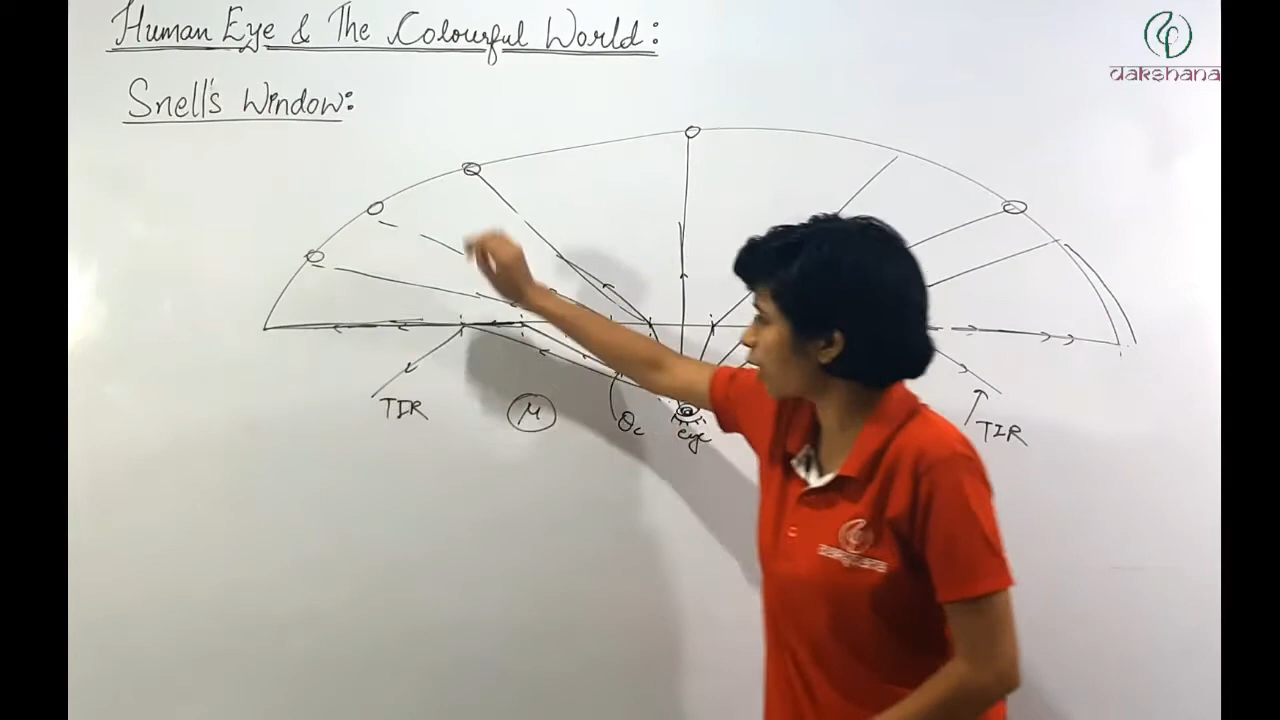 Human Eye & The Colourful World:
dakshana
Snell's Window:
TIR
μ
θc
eye
TIR